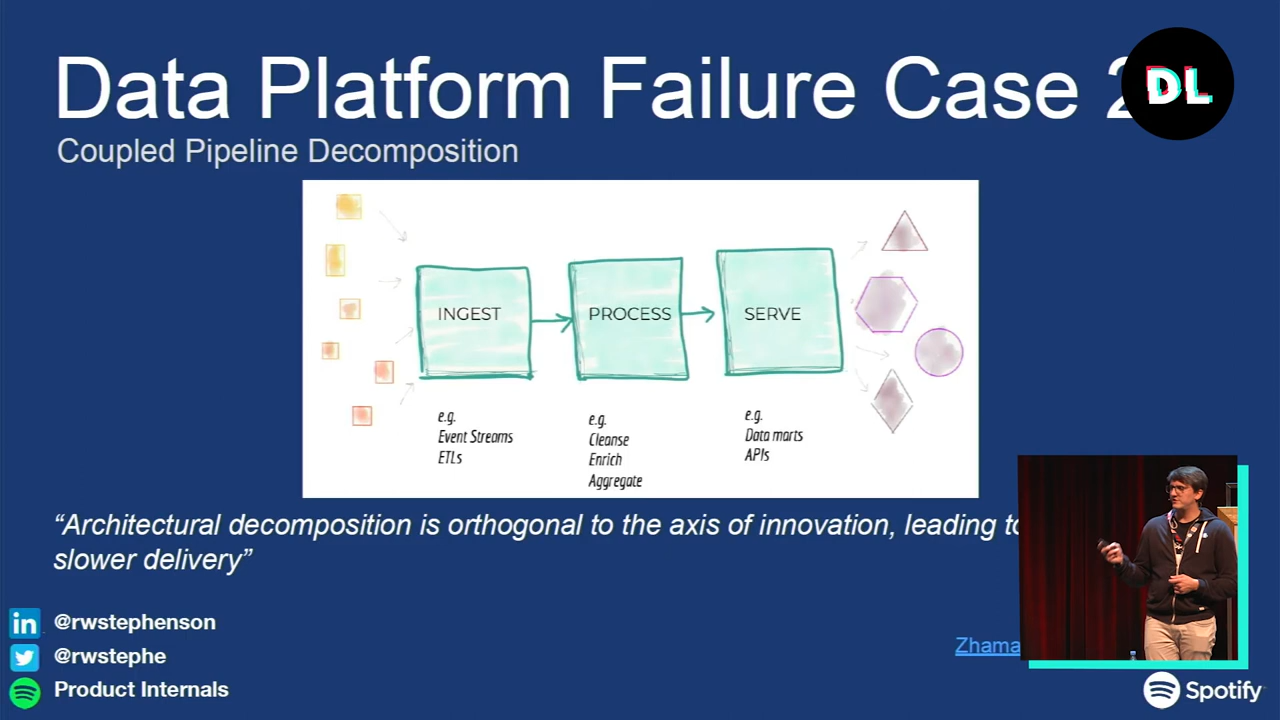 Data Platform Failure Case 2
DL
Coupled Pipeline Decomposition
INGEST
PROCESS
SERVE
e.g.
Event Streams
ETLs
e.g.
Cleanse
Enrich
Aggregate
e.g.
Data marts
APIs
“Architectural decomposition is orthogonal to the axis of innovation, leading to
slower delivery”
in @rwstephenson
@rwstephe
Product Internals
Zhama
Spotify